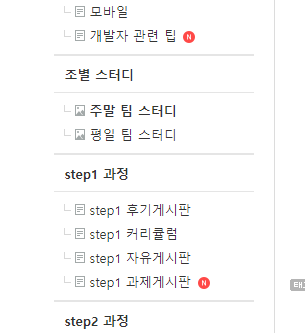 모바일
개발자 관련 팁 N
조별 스터디
주말 팀 스터디
평일 팀 스터디
step1 과정
step1 후기게시판
step1 커리큘럼
step1 자유게시판
step1 과제게시판 N
step2 과정